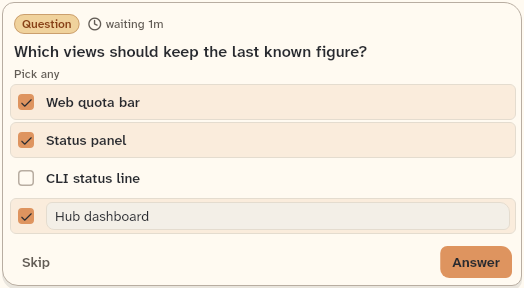 Question waiting 1m
Which views should keep the last known figure?
Pick any
Web quota bar
Status panel
CLI status line
Hub dashboard
Skip Answer